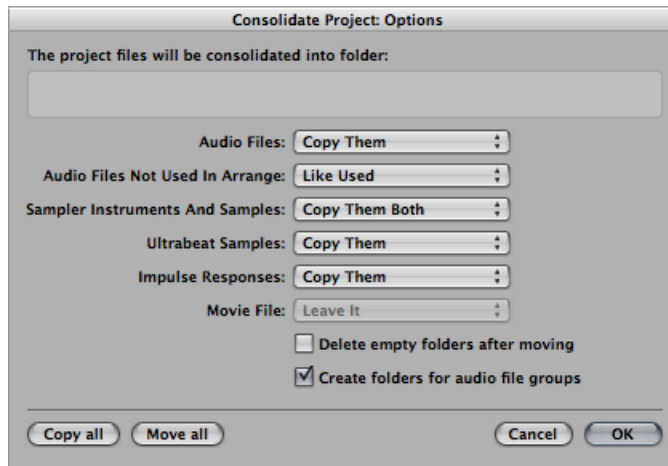 Consolidate Project: Options
The project files will be consolidated into folder:
Audio Files: Copy Them
Audio Files Not Used In Arrange: Like Used
Sampler Instruments And Samples: Copy Them Both
Ultrabeat Samples: Copy Them
Impulse Responses: Copy Them
Movie File: Leave It
Delete empty folders after moving
Create folders for audio file groups
Copy all Move all Cancel OK